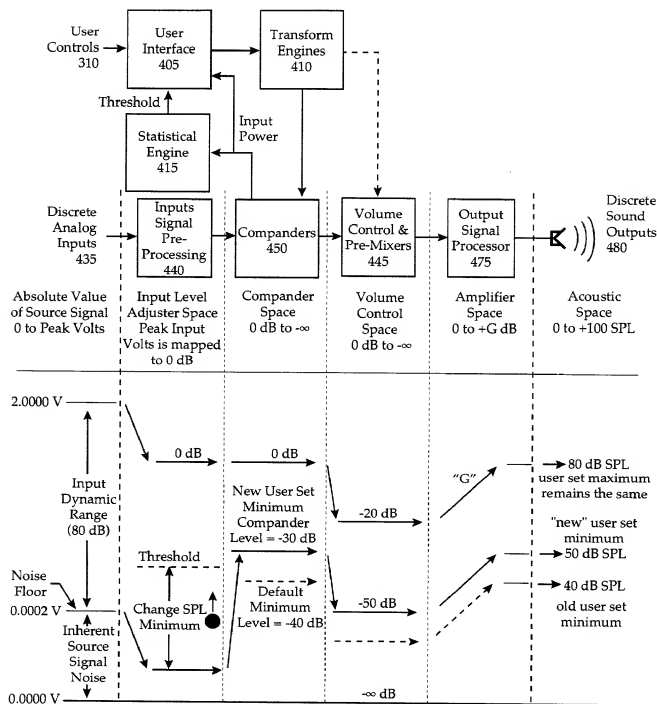 User
Controls
310
User
Interface
405
Transform
Engines
410
Threshold
Input
Power
Statistical
Engine
415
Discrete
Analog
Inputs
435
Inputs
Signal
Pre-
Processing
440
Companders
450
Volume
Control &
Pre-Mixers
445
Output
Signal
Processor
475
Discrete
Sound
Outputs
480
Absolute Value
of Source Signal
0 to Peak Volts
Input Level
Adjuster Space
Peak Input
Volts is mapped
to 0 dB
Compander
Space
0 dB to -∞
Volume
Control
Space
0 dB to -∞
Amplifier
Space
0 to +G dB
Acoustic
Space
0 to +100 SPL
2.0000 V
Input
Dynamic
Range
(80 dB)
Noise
Floor
0.0002 V
Inherent
Source
Signal
Noise
0.0000 V
0 dB
Threshold
Change SPL
Minimum
0 dB
New User Set
Minimum
Compander
Level = -30 dB
Default
Minimum
Level = -40 dB
-20 dB
-50 dB
-∞ dB
"G"
80 dB SPL
user set maximum
remains the same
"new" user set
minimum
50 dB SPL
40 dB SPL
old user set
minimum